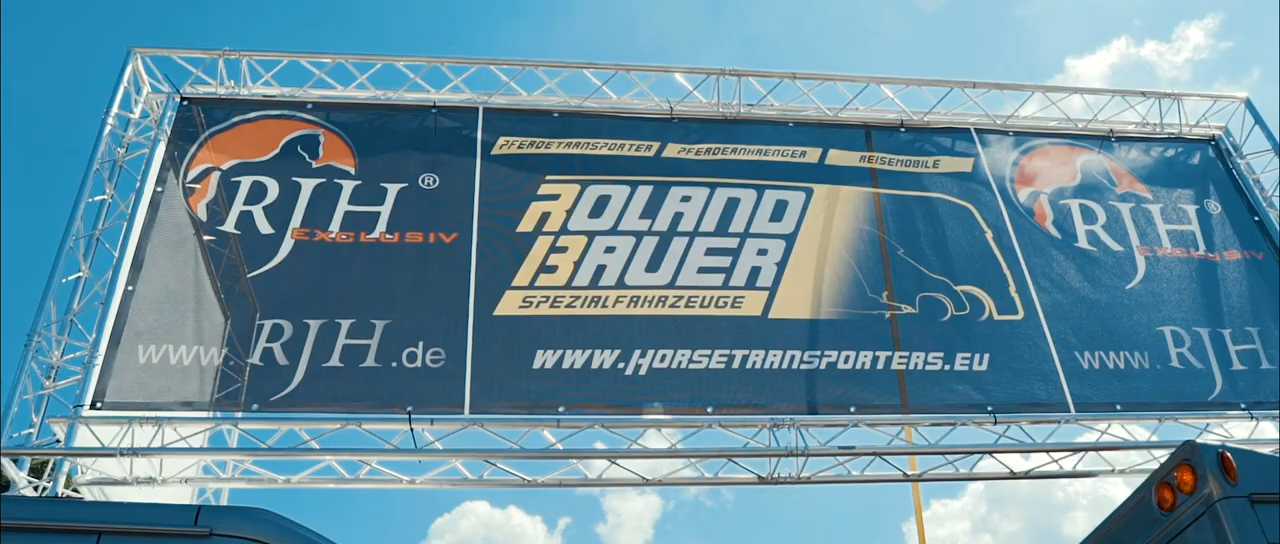 RJH®
EXCLUSIV
www.RJH.de
PFERDETRANSPORTER PFERDEANHAENGER REISEMOBILE
ROLAND
BAUER
SPEZIALFAHRZEUGE
WWW.HORSETRANSPORTERS.EU
RJH®
EXCLUSIV
www.RJH